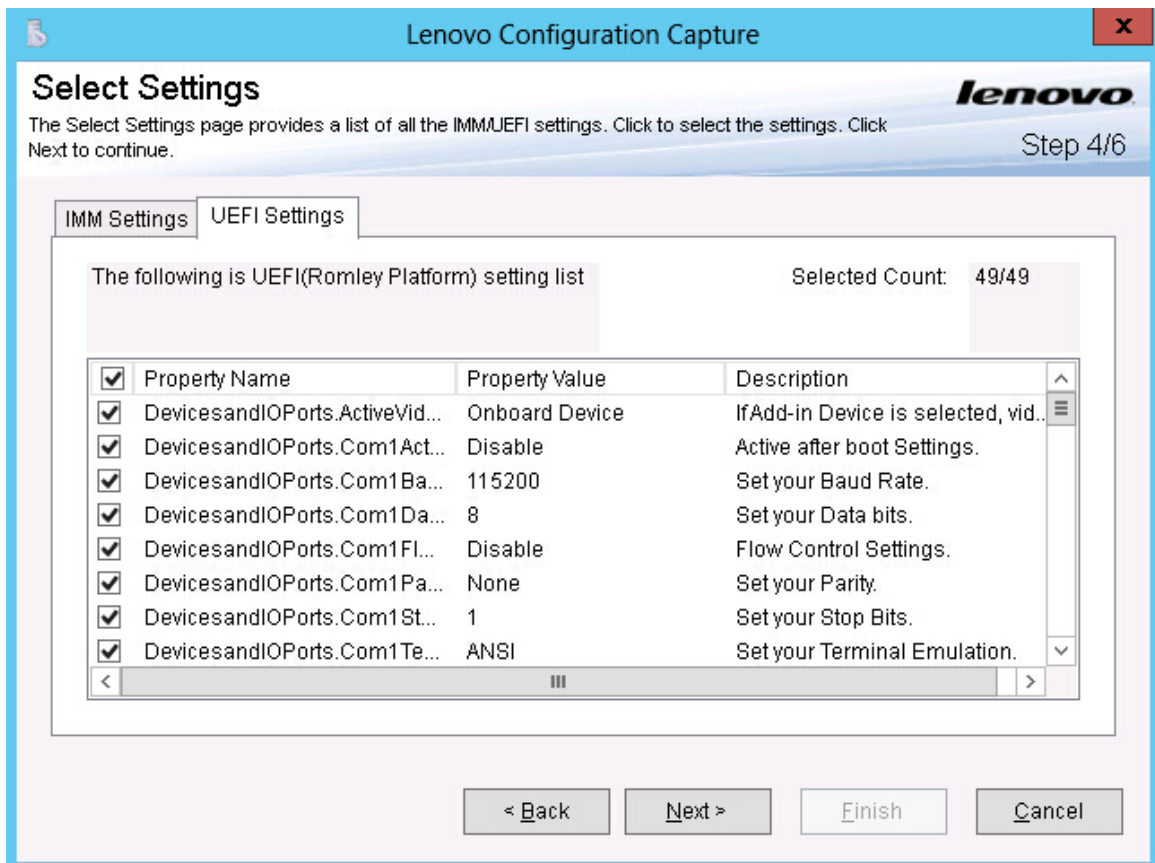 Lenovo Configuration Capture
x
Select Settings
lenovo
The Select Settings page provides a list of all the IMM/UEFI settings. Click to select the settings. Click
Next to continue.
Step 4/6
IMM Settings UEFI Settings
The following is UEFI(Romley Platform) setting list Selected Count: 49/49
Property Name Property Value Description
DevicesandIOPorts.ActiveVid... Onboard Device If Add-in Device is selected, vid..
DevicesandIOPorts.Com1Act... Disable Active after boot Settings.
DevicesandIOPorts.Com1Ba... 115200 Set your Baud Rate.
DevicesandIOPorts.Com1Da... 8 Set your Data bits.
DevicesandIOPorts.Com1Fl... Disable Flow Control Settings.
DevicesandIOPorts.Com1Pa... None Set your Parity.
DevicesandIOPorts.Com1St... 1 Set your Stop Bits.
DevicesandIOPorts.Com1Te... ANSI Set your Terminal Emulation.
< Back Next > Finish Cancel